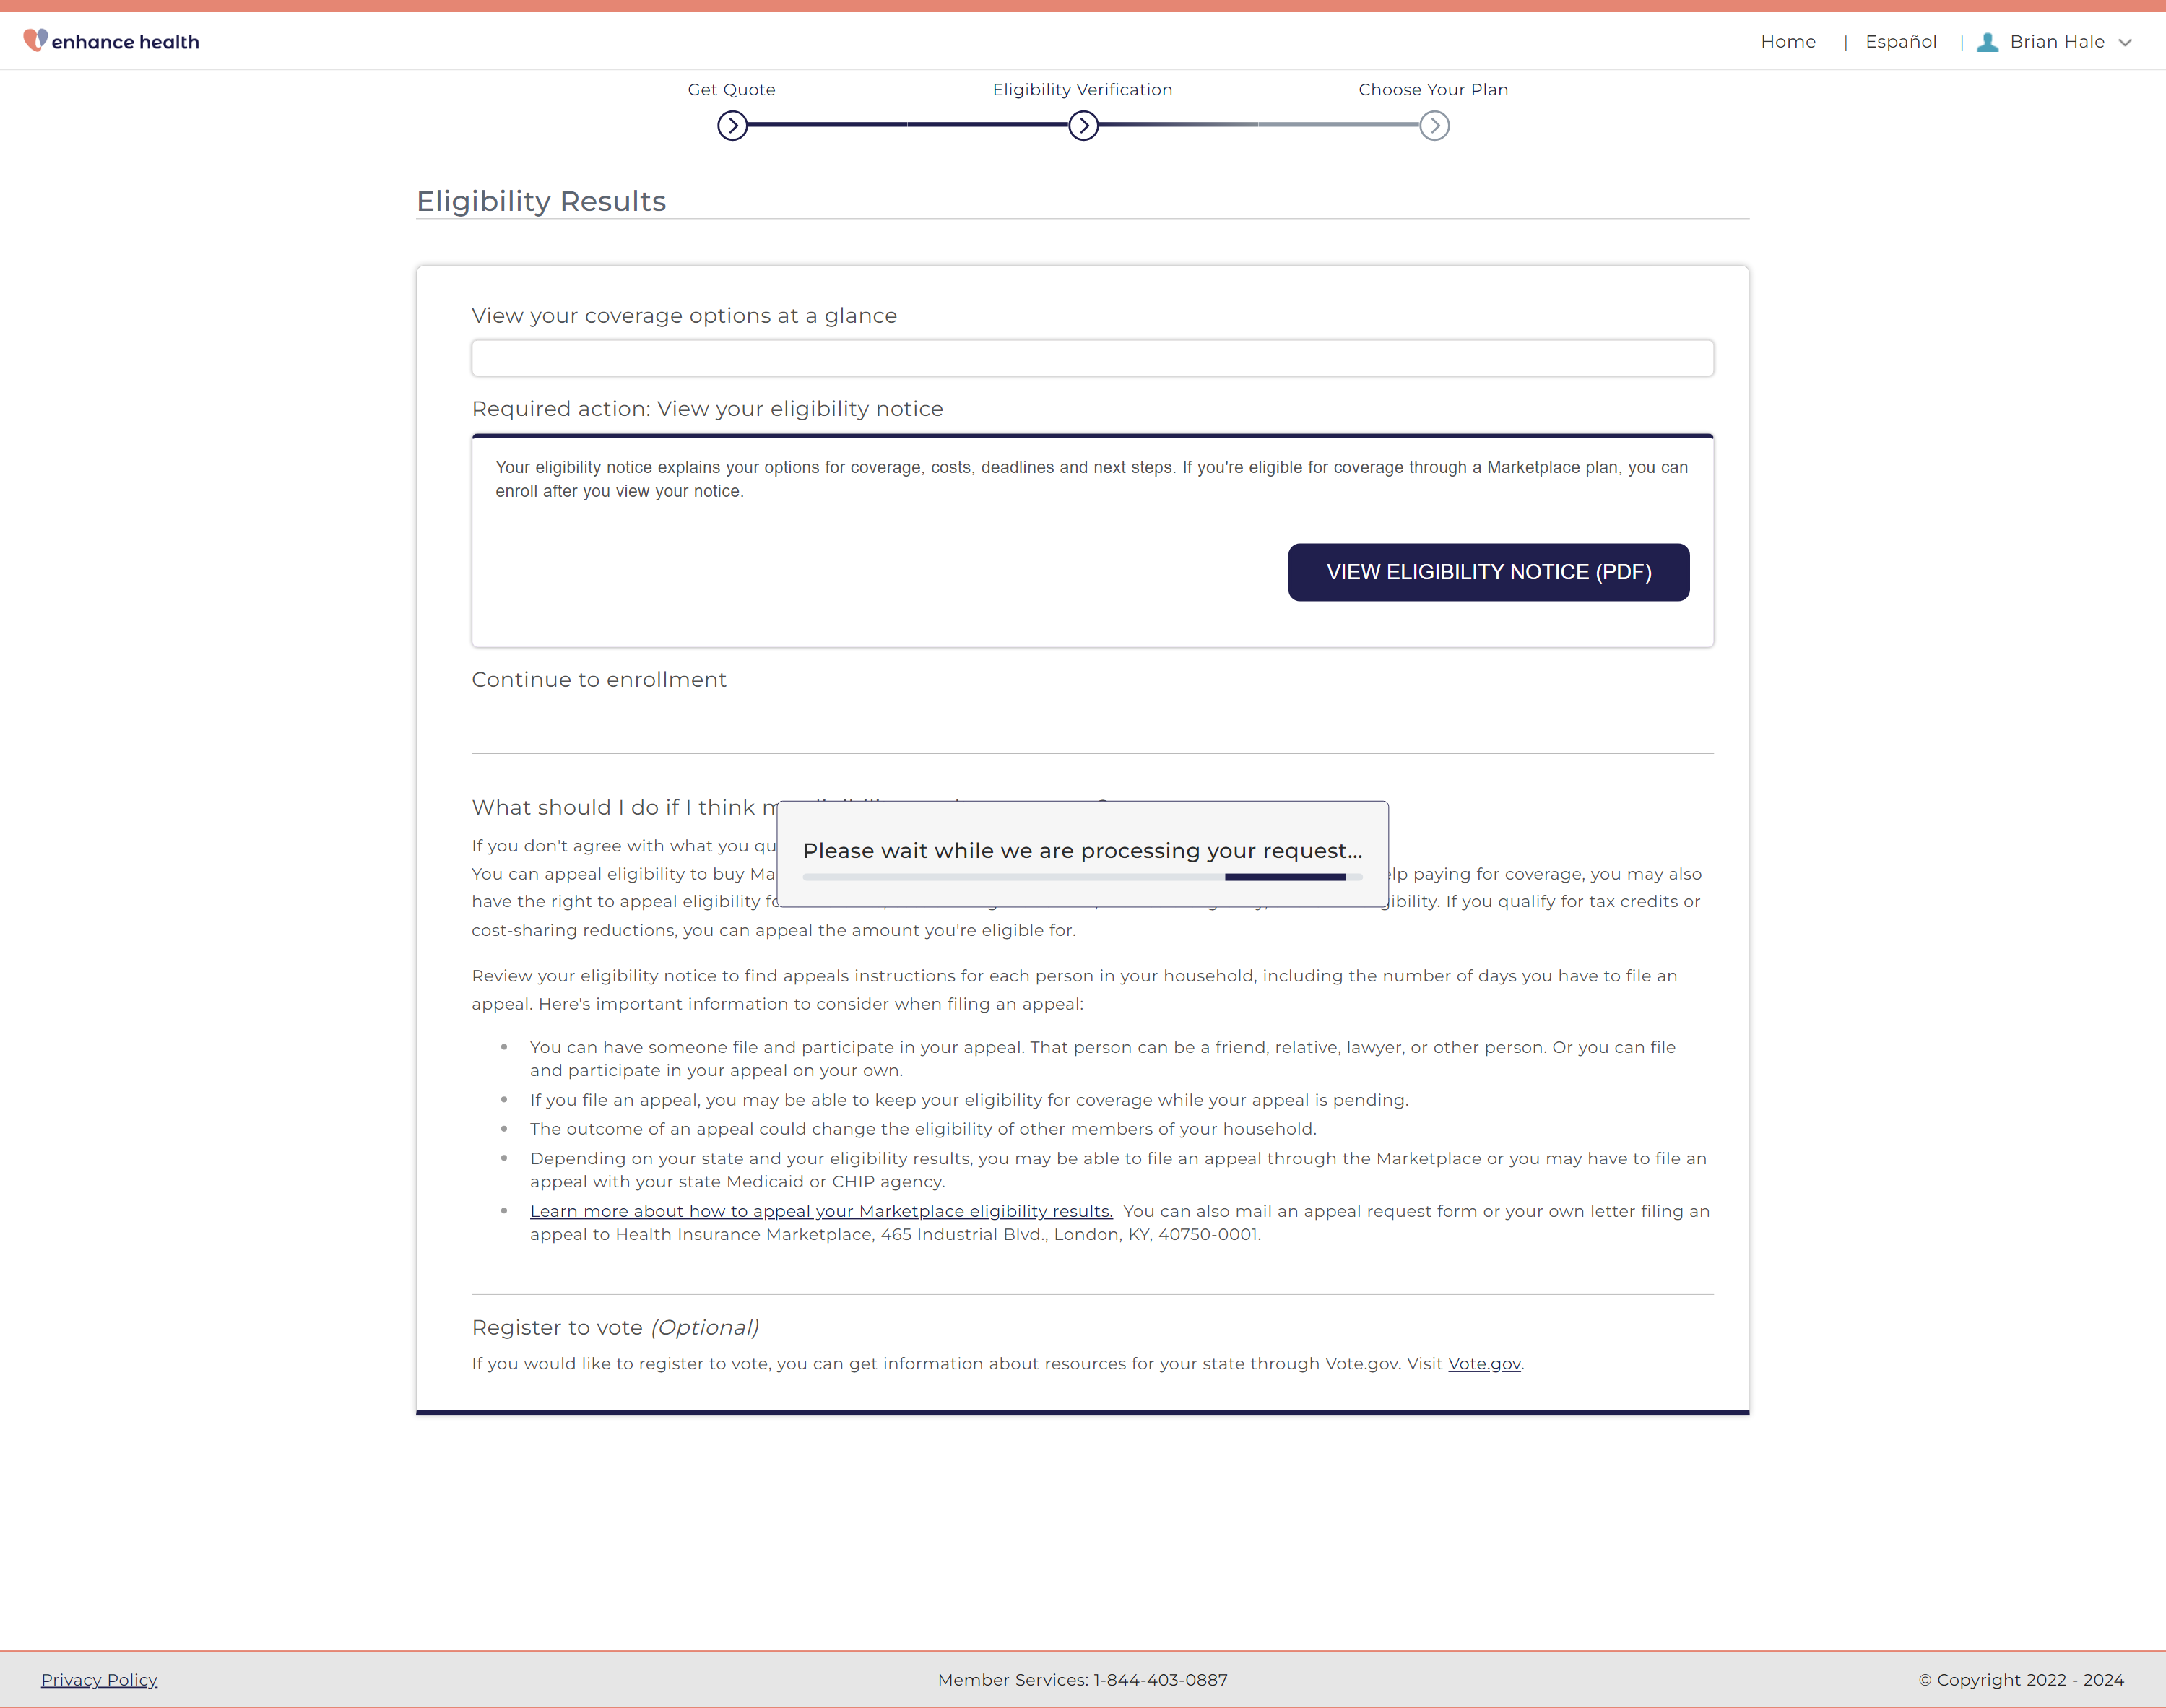 enhance health
Home | Español | Brian Hale
Get Quote
Eligibility Verification
Choose Your Plan
Eligibility Results
View your coverage options at a glance
Required action: View your eligibility notice
Your eligibility notice explains your options for coverage, costs, deadlines and next steps. If you're eligible for coverage through a Marketplace plan, you can
enroll after you view your notice.
VIEW ELIGIBILITY NOTICE (PDF)
Continue to enrollment
What should I do if I think
If you don't agree with what you
You can appeal eligibility to buy
paying for coverage, you may also
have the right to appeal eligibility
If you qualify for tax credits or
cost-sharing reductions, you can appeal the amount you're eligible for.
Please wait while we are processing your request...
Review your eligibility notice to find appeals instructions for each person in your household, including the number of days you have to file an
appeal. Here's important information to consider when filing an appeal:
• You can have someone file and participate in your appeal. That person can be a friend, relative, lawyer, or other person. Or you can file
and participate in your appeal on your own.
• If you file an appeal, you may be able to keep your eligibility for coverage while your appeal is pending.
• The outcome of an appeal could change the eligibility of other members of your household.
• Depending on your state and your eligibility results, you may be able to file an appeal through the Marketplace or you may have to file an
appeal with your state Medicaid or CHIP agency.
• Learn more about how to appeal your Marketplace eligibility results. You can also mail an appeal request form or your own letter filing an
appeal to Health Insurance Marketplace, 465 Industrial Blvd., London, KY, 40750-0001.
Register to vote (Optional)
If you would like to register to vote, you can get information about resources for your state through Vote.gov. Visit Vote.gov.
Privacy Policy
Member Services: 1-844-403-0887
© Copyright 2022 - 2024